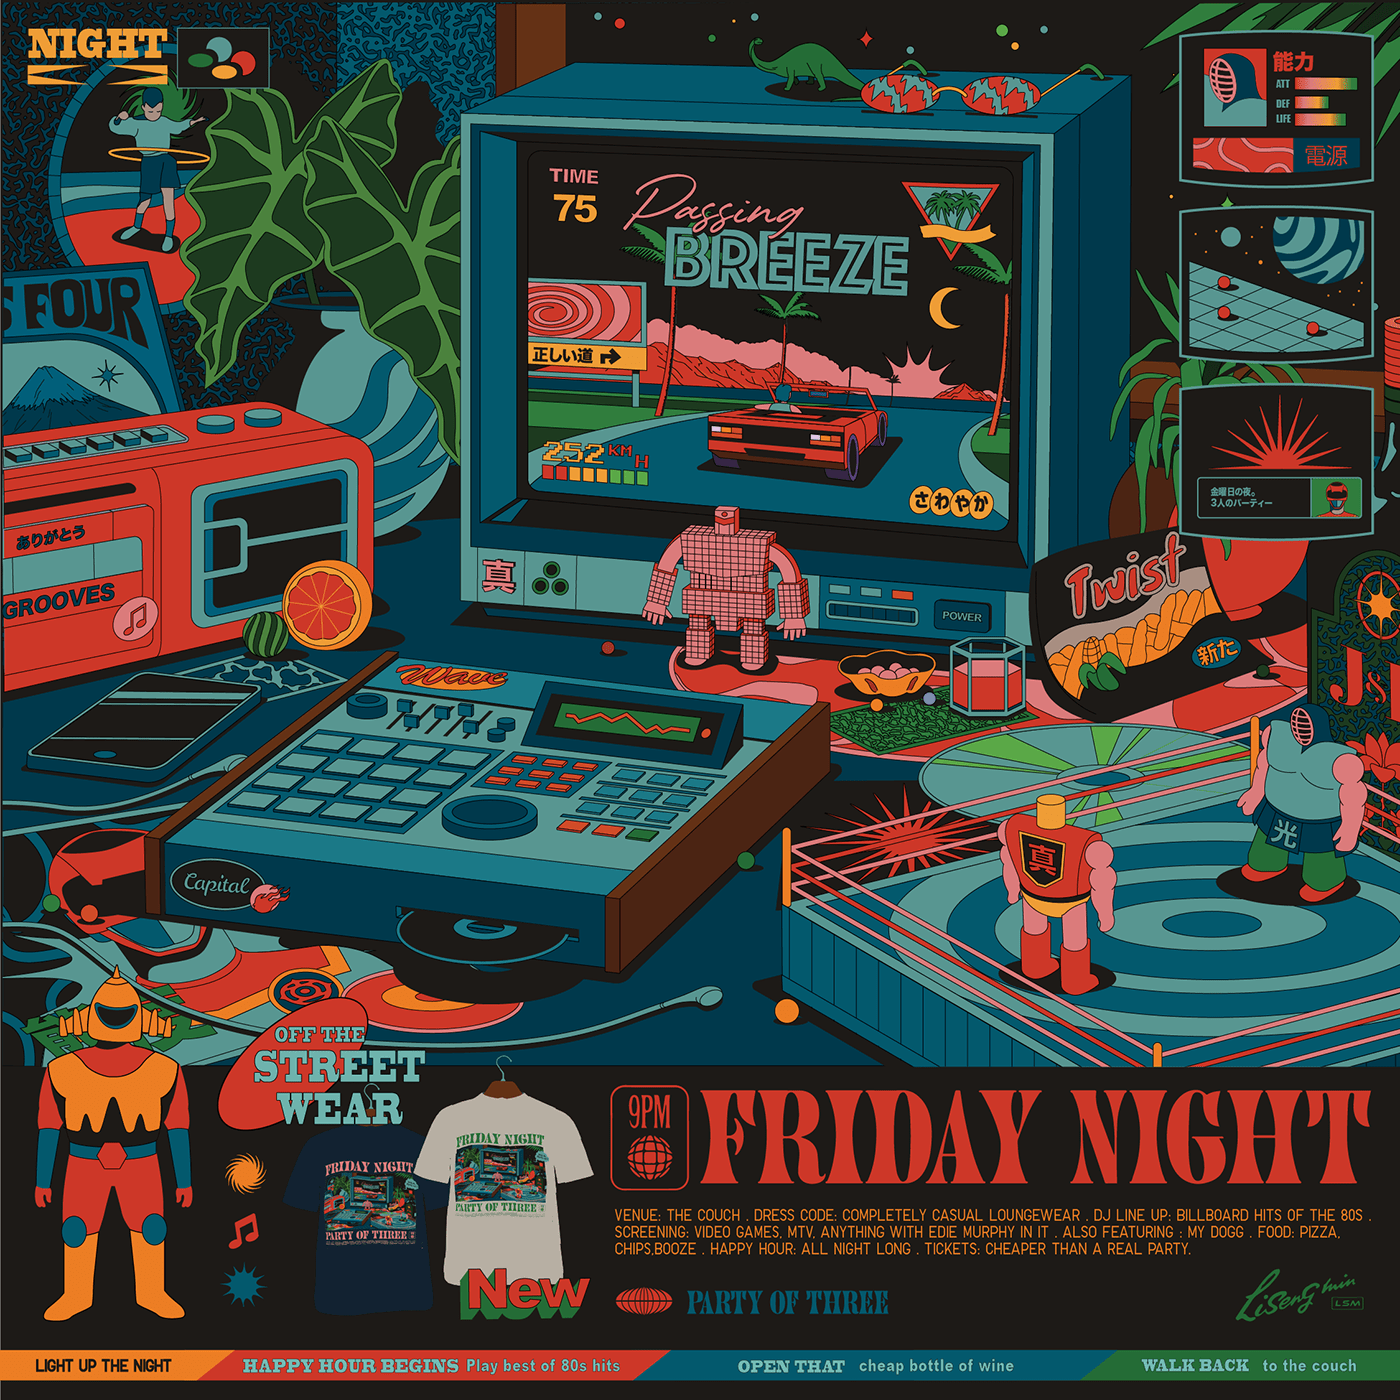 NIGHT
能力
ATT
DEF
LIFE
電源
TIME
75
Passing
BREEZE
正しい道
252 KM H
さわやか
S FOUR
金曜日の夜。
3人のパーティー
ありがとう
GROOVES
真
POWER
Twist
新た
Wave
Js
光
真
Capital
OFF THE
STREET
WEAR
FRIDAY NIGHT
PARTY OF THREE
FRIDAY NIGHT
PARTY OF THREE
New
9PM
FRIDAY NIGHT
VENUE: THE COUCH . DRESS CODE: COMPLETELY CASUAL LOUNGEWEAR . DJ LINE UP: BILLBOARD HITS OF THE 80S .
SCREENING: VIDEO GAMES, MTV, ANYTHING WITH EDIE MURPHY IN IT . ALSO FEATURING : MY DOGG . FOOD: PIZZA,
CHIPS,BOOZE . HAPPY HOUR: ALL NIGHT LONG . TICKETS: CHEAPER THAN A REAL PARTY.
PARTY OF THREE
Liseng min
LSM
LIGHT UP THE NIGHT
HAPPY HOUR BEGINS Play best of 80s hits
OPEN THAT cheap bottle of wine
WALK BACK to the couch